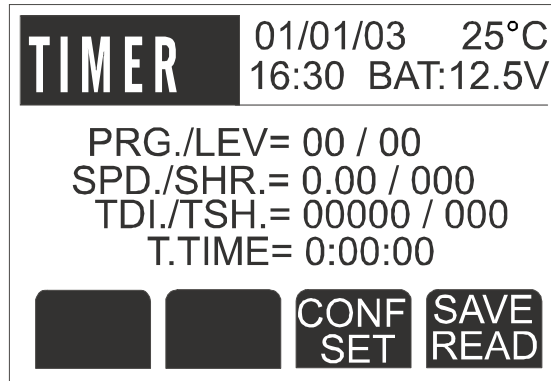 TIMER
01/01/03 25°C
16:30 BAT:12.5V
PRG./LEV= 00 / 00
SPD./SHR.= 0.00 / 000
TDI./TSH.= 00000 / 000
T.TIME= 0:00:00
CONF SET
SAVE READ